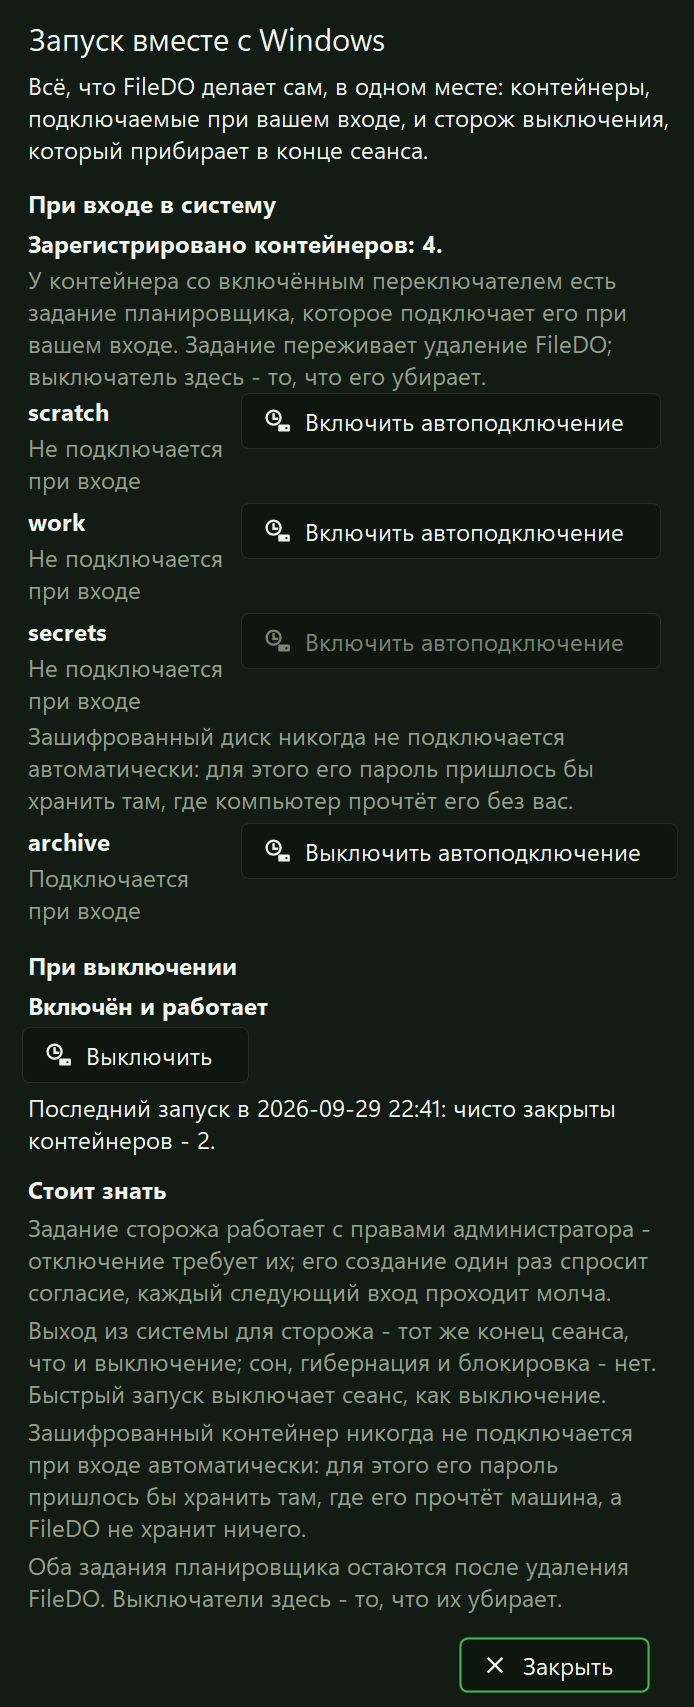 Запуск вместе с Windows
Всё, что FileDO делает сам, в одном месте: контейнеры,
подключаемые при вашем входе, и сторож выключения,
который прибирает в конце сеанса.
При входе в систему
Зарегистрировано контейнеров: 4.
У контейнера со включённым переключателем есть
задание планировщика, которое подключает его при
вашем входе. Задание переживает удаление FileDO;
выключатель здесь - то, что его убирает.
scratch
Включить автоподключение
Не подключается
при входе
work
Включить автоподключение
Не подключается
при входе
secrets
Включить автоподключение
Не подключается
при входе
Зашифрованный диск никогда не подключается
автоматически: для этого его пароль пришлось бы
хранить там, где компьютер прочтёт его без вас.
archive
Выключить автоподключение
Подключается
при входе
При выключении
Включён и работает
Выключить
Последний запуск в 2026-09-29 22:41: чисто закрыты
контейнеров - 2.
Стоит знать
Задание сторожа работает с правами администратора -
отключение требует их; его создание один раз спросит
согласие, каждый следующий вход проходит молча.
Выход из системы для сторожа - тот же конец сеанса,
что и выключение; сон, гибернация и блокировка - нет.
Быстрый запуск выключает сеанс, как выключение.
Зашифрованный контейнер никогда не подключается
при входе автоматически: для этого его пароль
пришлось бы хранить там, где его прочтёт машина, а
FileDO не хранит ничего.
Оба задания планировщика остаются после удаления
FileDO. Выключатели здесь - то, что их убирает.
Закрыть